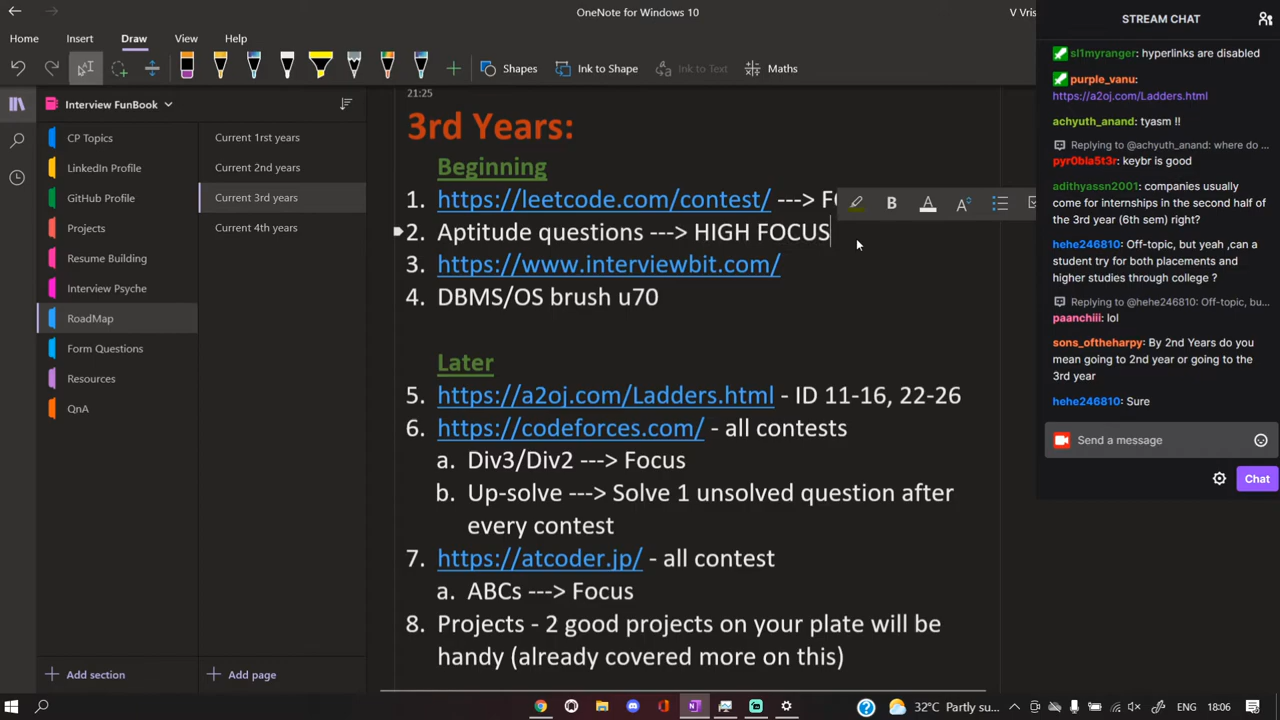 OneNote for Windows 10
V Vris
Home
Insert
Draw
View
Help
Shapes
Ink to Shape
Ink to Text
Maths
Interview FunBook
CP Topics
LinkedIn Profile
GitHub Profile
Projects
Resume Building
Interview Psyche
RoadMap
Form Questions
Resources
QnA
Add section
Current 1rst years
Current 2nd years
Current 3rd years
Current 4th years
Add page
21:25
3rd Years:
Beginning
1. https://leetcode.com/contest/ ---> FO
2. Aptitude questions ---> HIGH FOCUS
3. https://www.interviewbit.com/
4. DBMS/OS brush u70
Later
5. https://a2oj.com/Ladders.html - ID 11-16, 22-26
6. https://codeforces.com/ - all contests
a. Div3/Div2 ---> Focus
b. Up-solve ---> Solve 1 unsolved question after
every contest
7. https://atcoder.jp/ - all contest
a. ABCs ---> Focus
8. Projects - 2 good projects on your plate will be
handy (already covered more on this)
B
A
A
STREAM CHAT
sl1myranger: hyperlinks are disabled
purple_vanu:
https://a2oj.com/Ladders.html
achyuth_anand: tyasm !!
Replying to @achyuth_anand: where do ...
pyr0bla5t3r: keybr is good
adithyassn2001: companies usually
come for internships in the second half of
the 3rd year (6th sem) right?
hehe246810: Off-topic, but yeah ,can a
student try for both placements and
higher studies through college ?
Replying to @hehe246810: Off-topic, bu...
paanchiii: lol
sons_oftheharpy: By 2nd Years do you
mean going to 2nd year or going to the
3rd year
hehe246810: Sure
Send a message
Chat
32°C Partly su...
ENG
18:06